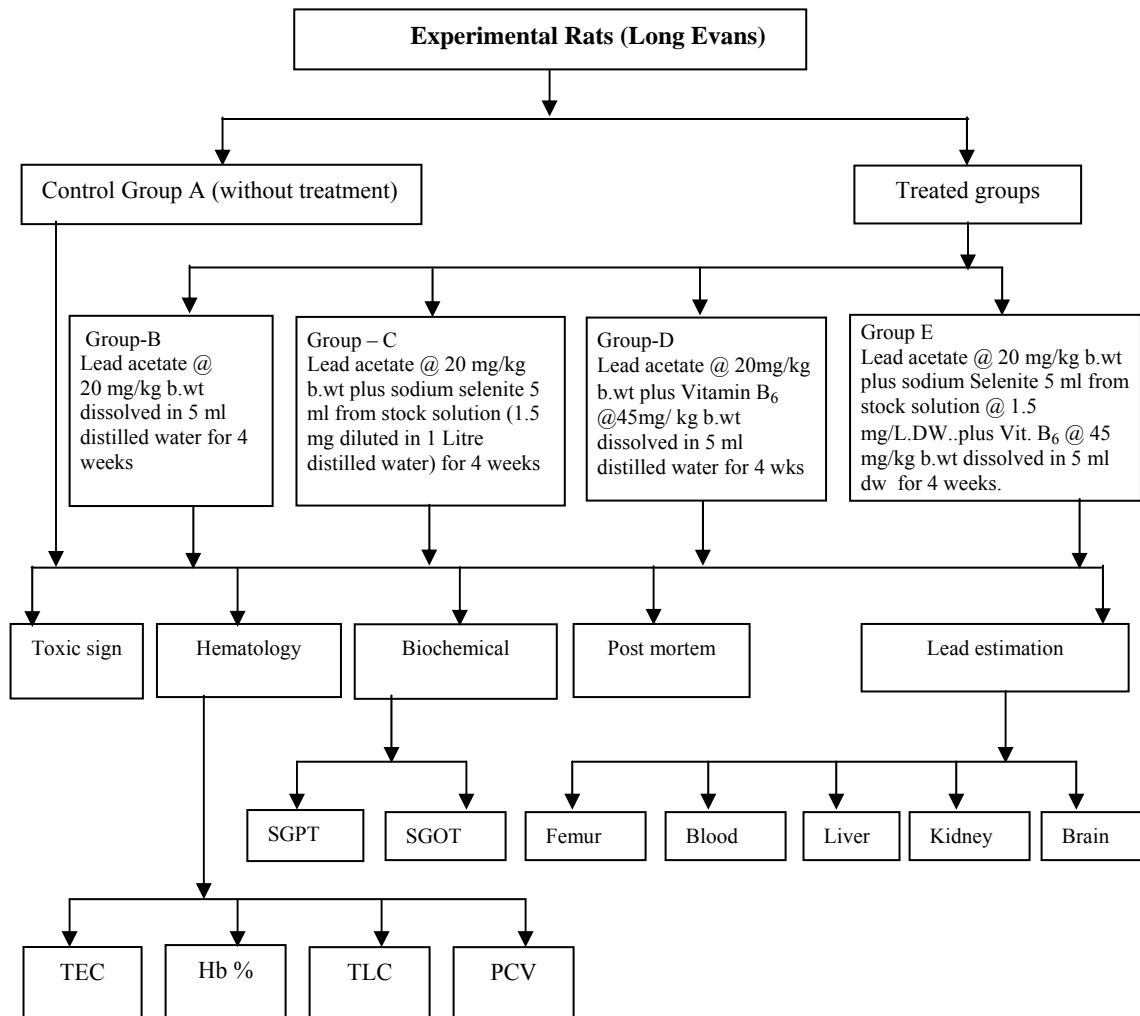 Experimental Rats (Long Evans)
Control Group A (without treatment)
Treated groups
Group-B
Lead acetate @
20 mg/kg b.wt
dissolved in 5 ml
distilled water for 4
weeks
Group – C
Lead acetate @ 20 mg/kg
b.wt plus sodium selenite 5
ml from stock solution (1.5
mg diluted in 1 Litre
distilled water) for 4 weeks
Group-D
Lead acetate @ 20mg/kg
b.wt plus Vitamin B₆
@45mg/ kg b.wt
dissolved in 5 ml
distilled water for 4 wks
Group E
Lead acetate @ 20 mg/kg b.wt
plus sodium Selenite 5 ml from
stock solution @ 1.5
mg/L.DW..plus Vit. B₆ @ 45
mg/kg b.wt dissolved in 5 ml
dw for 4 weeks.
Toxic sign
Hematology
Biochemical
Post mortem
Lead estimation
SGPT
SGOT
Femur
Blood
Liver
Kidney
Brain
TEC
Hb %
TLC
PCV